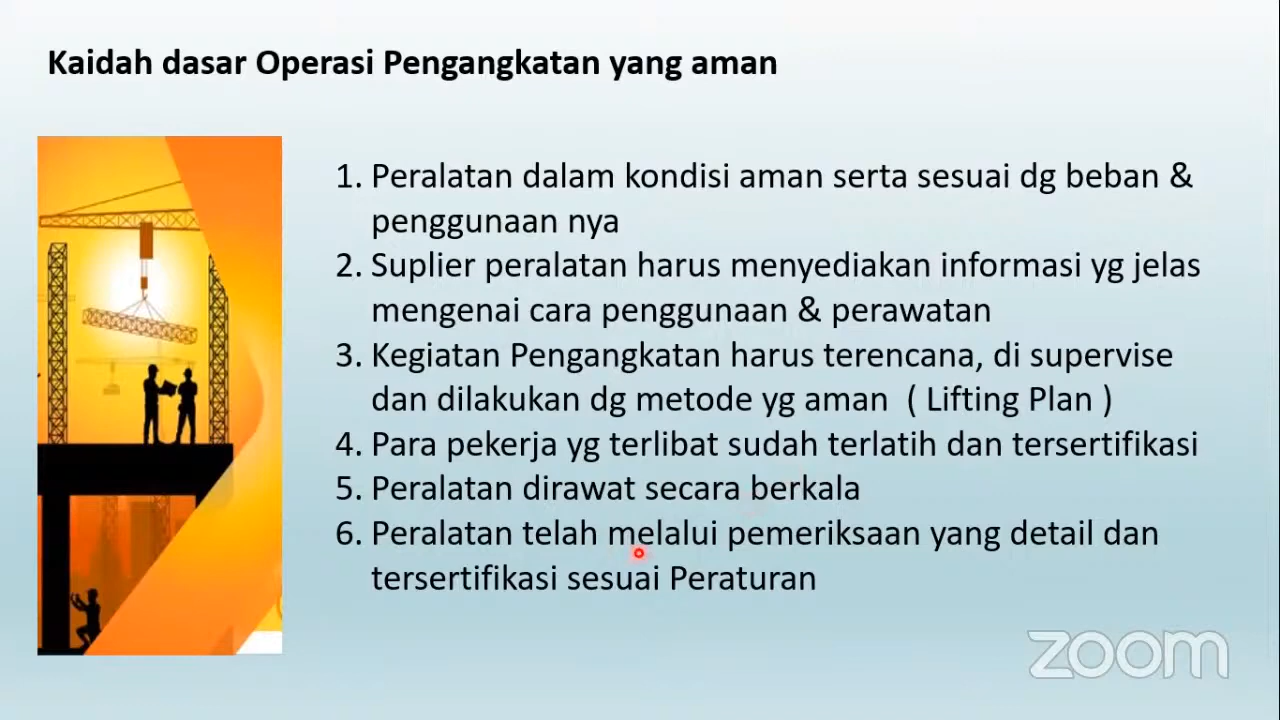 Kaidah dasar Operasi Pengangkatan yang aman
1. Peralatan dalam kondisi aman serta sesuai dg beban &
penggunaan nya
2. Suplier peralatan harus menyediakan informasi yg jelas
mengenai cara penggunaan & perawatan
3. Kegiatan Pengangkatan harus terencana, di supervise
dan dilakukan dg metode yg aman ( Lifting Plan )
4. Para pekerja yg terlibat sudah terlatih dan tersertifikasi
5. Peralatan dirawat secara berkala
6. Peralatan telah melalui pemeriksaan yang detail dan
tersertifikasi sesuai Peraturan
zoom